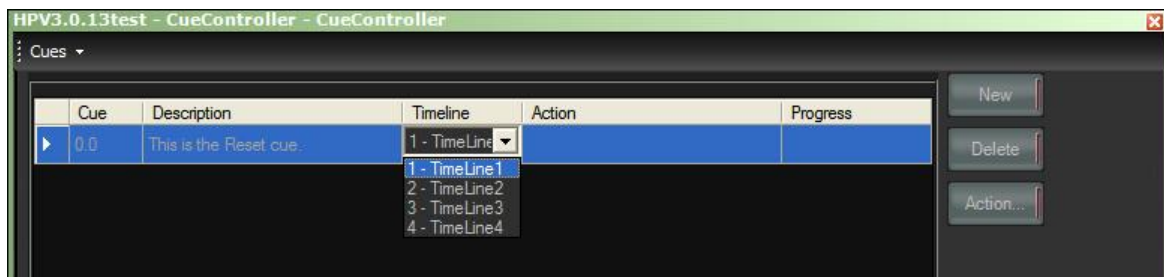 HPV3.0.13test - CueController - CueController
Cues
Cue Description Timeline Action Progress
0.0 This is the Reset cue. 1 - TimeLine
1 - TimeLine1
2 - TimeLine2
3 - TimeLine3
4 - TimeLine4
New
Delete
Action...